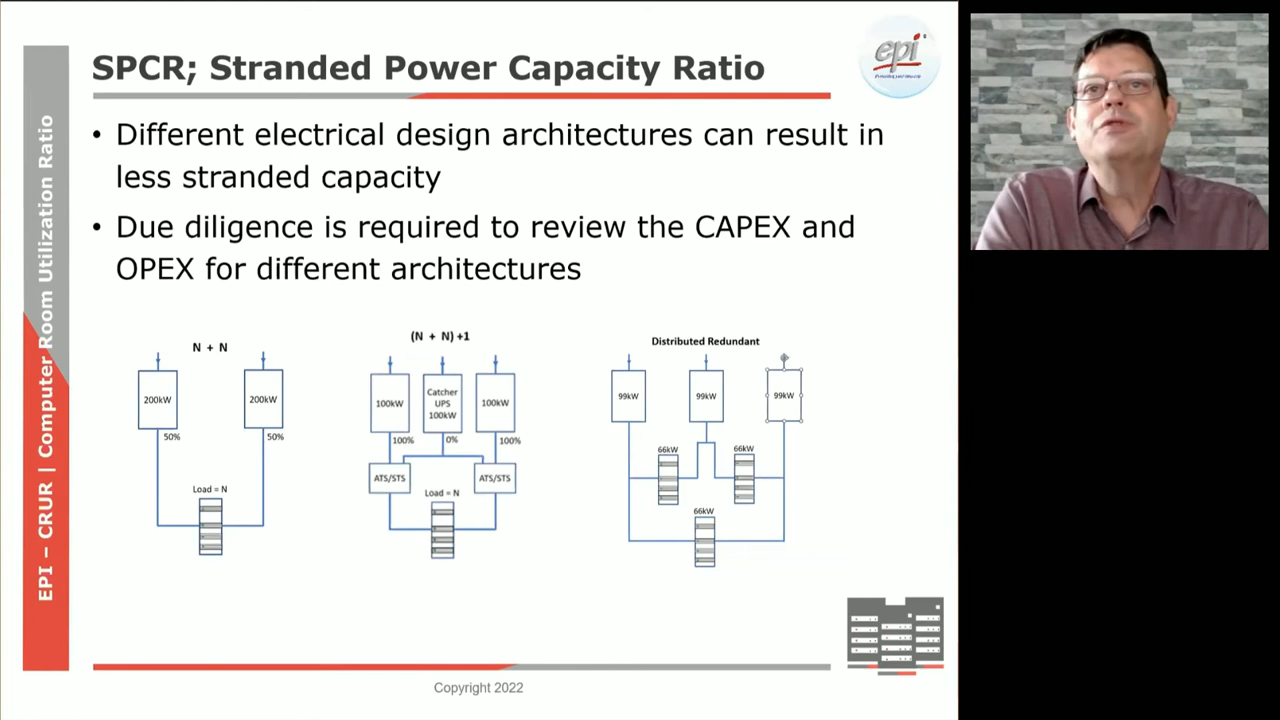 SPCR; Stranded Power Capacity Ratio
epi
• Different electrical design architectures can result in
less stranded capacity
• Due diligence is required to review the CAPEX and
OPEX for different architectures
EPI – CRUR | Computer Room Utilization Ratio
N + N
200kW
200kW
50%
50%
Load = N
(N + N) +1
100kW
Catcher
UPS
100kW
100kW
100%
0%
100%
ATS/STS
ATS/STS
Load = N
Distributed Redundant
99kW
99kW
99kW
66kW
66kW
66kW
Copyright 2022